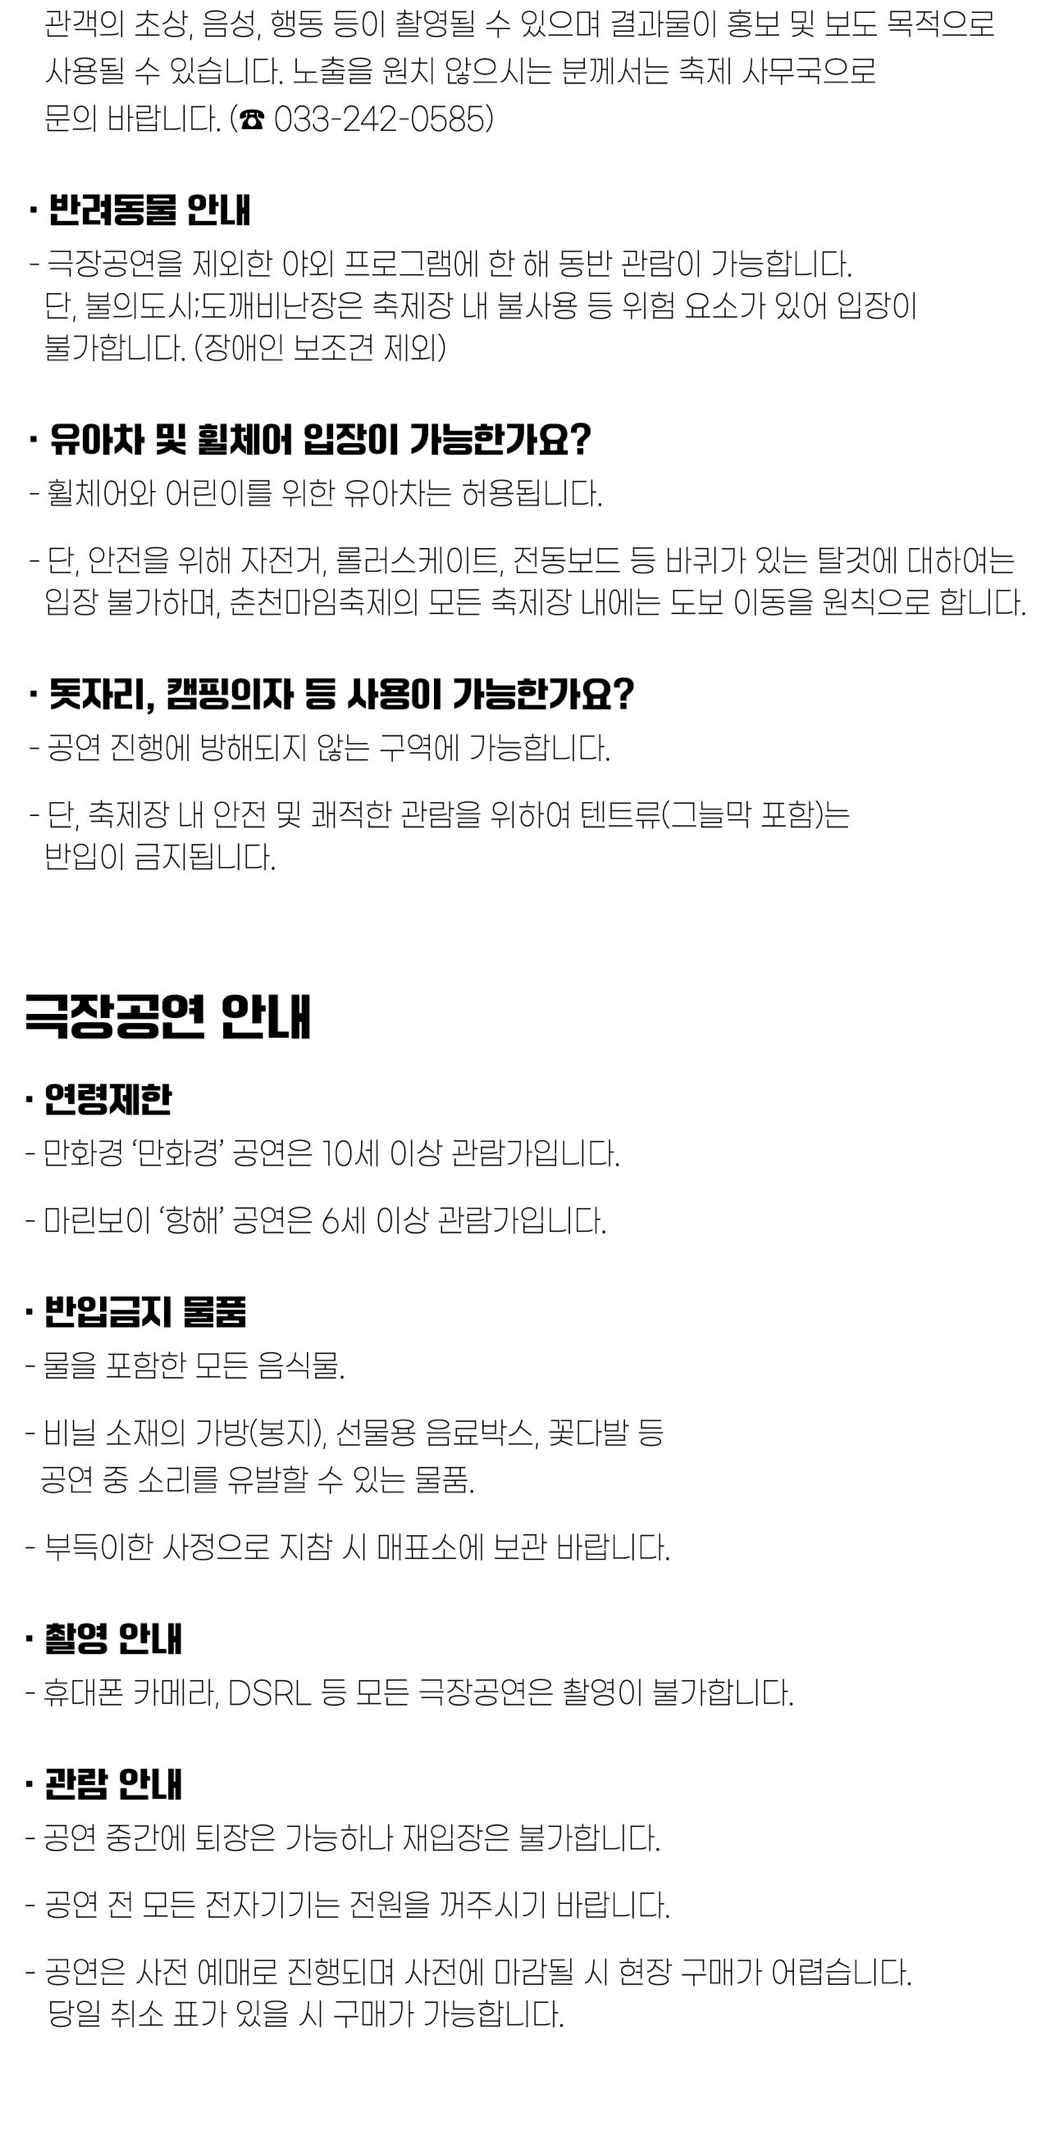 관객의 초상, 음성, 행동 등이 촬영될 수 있으며 결과물이 홍보 및 보도 목적으로
사용될 수 있습니다. 노출을 원치 않으시는 분께서는 축제 사무국으로
문의 바랍니다. (☎ 033-242-0585)
· 반려동물 안내
- 극장공연을 제외한 야외 프로그램에 한 해 동반 관람이 가능합니다.
단, 불의도시;도깨비난장은 축제장 내 불사용 등 위험 요소가 있어 입장이
불가합니다. (장애인 보조견 제외)
· 유아차 및 휠체어 입장이 가능한가요?
- 휠체어와 어린이를 위한 유아차는 허용됩니다.
- 단, 안전을 위해 자전거, 롤러스케이트, 전동보드 등 바퀴가 있는 탈것에 대하여는
입장 불가하며, 춘천마임축제의 모든 축제장 내에는 도보 이동을 원칙으로 합니다.
· 돗자리, 캠핑의자 등 사용이 가능한가요?
- 공연 진행에 방해되지 않는 구역에 가능합니다.
- 단, 축제장 내 안전 및 쾌적한 관람을 위하여 텐트류(그늘막 포함)는
반입이 금지됩니다.
극장공연 안내
· 연령제한
- 만화경 ‘만화경’ 공연은 10세 이상 관람가입니다.
- 마린보이 ‘항해’ 공연은 6세 이상 관람가입니다.
· 반입금지 물품
- 물을 포함한 모든 음식물.
- 비닐 소재의 가방(봉지), 선물용 음료박스, 꽃다발 등
공연 중 소리를 유발할 수 있는 물품.
- 부득이한 사정으로 지참 시 매표소에 보관 바랍니다.
· 촬영 안내
- 휴대폰 카메라, DSRL 등 모든 극장공연은 촬영이 불가합니다.
· 관람 안내
- 공연 중간에 퇴장은 가능하나 재입장은 불가합니다.
- 공연 전 모든 전자기기는 전원을 꺼주시기 바랍니다.
- 공연은 사전 예매로 진행되며 사전에 마감될 시 현장 구매가 어렵습니다.
당일 취소 표가 있을 시 구매가 가능합니다.